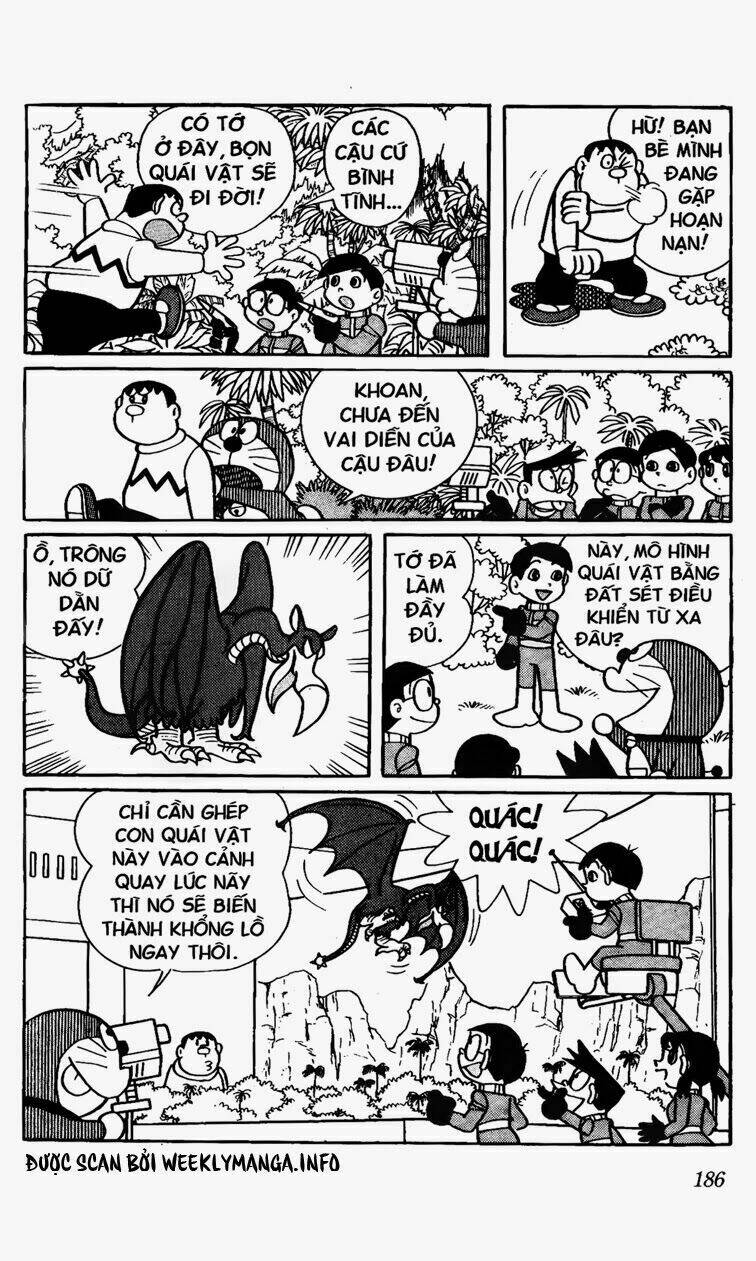 CÓ TỚ
Ở ĐÂY, BỌN
QUÁI VẬT SẼ
ĐI ĐỜI!
CÁC
CẬU CỨ
BÌNH
TĨNH...
HỪ! BẠN
BÈ MÌNH
ĐANG
GẶP
HOẠN
NẠN!
KHOAN,
CHƯA ĐẾN
VAI DIỄN CỦA
CẬU ĐÂU!
Ồ, TRÔNG
NÓ DỮ
DẰN
ĐẤY!
TỚ ĐÃ
LÀM
ĐẦY
ĐỦ.
NÀY, MÔ HÌNH
QUÁI VẬT BẰNG
ĐẤT SÉT ĐIỀU
KHIỂN TỪ XA
ĐÂU?
CHỈ CẦN GHÉP
CON QUÁI VẬT
NÀY VÀO CẢNH
QUAY LÚC NÃY
THÌ NÓ SẼ BIẾN
THÀNH KHỔNG LỒ
NGAY THÔI.
QUÁC!
QUÁC!
ĐƯỢC SCAN BỞI WEEKLYMANGA.INFO
186